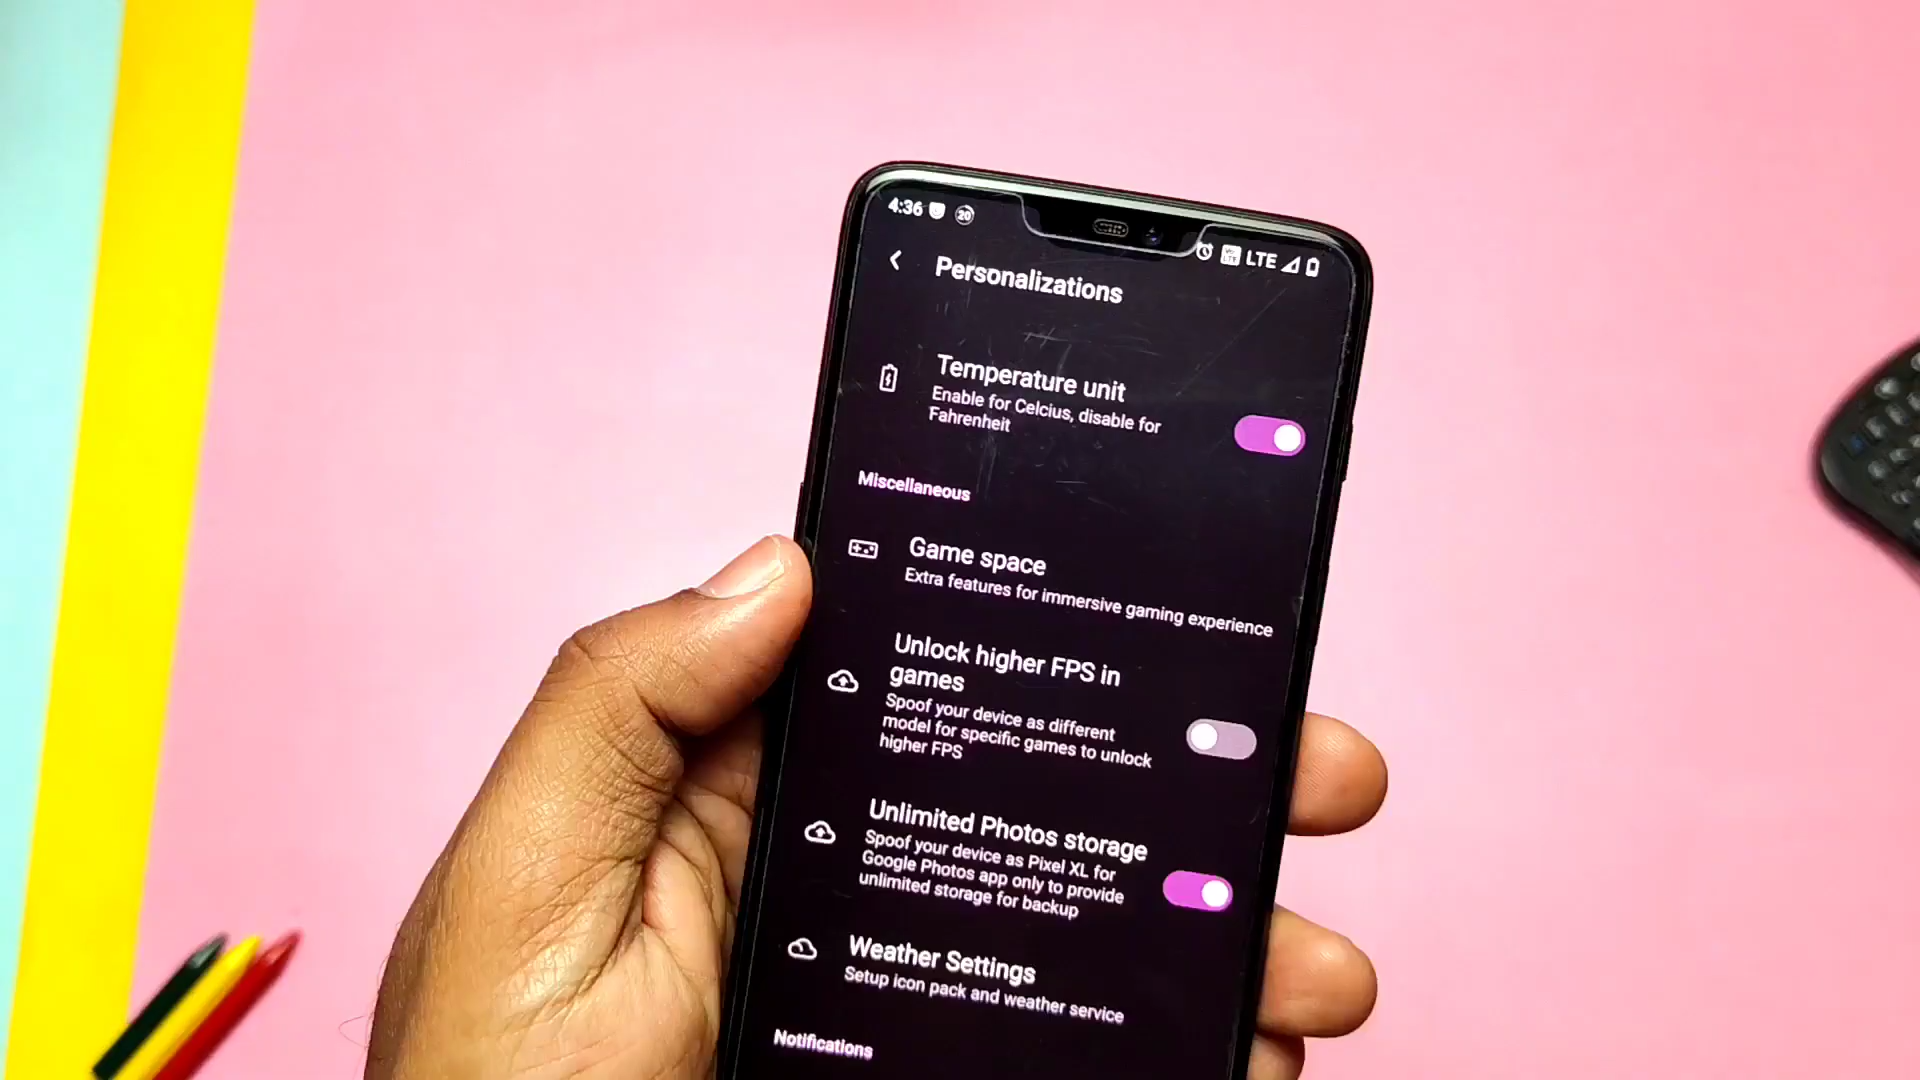 4:36 20 LTE
Personalizations
Temperature unit
Enable for Celcius, disable for
Fahrenheit
Miscellaneous
Game space
Extra features for immersive gaming experience
Unlock higher FPS in
games
Spoof your device as different
model for specific games to unlock
higher FPS
Unlimited Photos storage
Spoof your device as Pixel XL for
Google Photos app only to provide
unlimited storage for backup
Weather Settings
Setup icon pack and weather service
Notifications